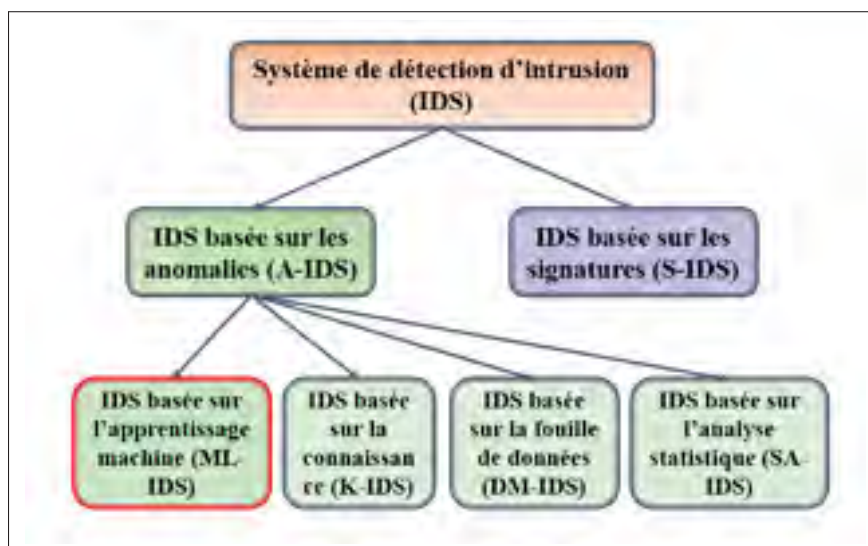 Système de détection d'intrusion
(IDS)
IDS basée sur les
anomalies (A-IDS)
IDS basée sur les
signatures (S-IDS)
IDS basée sur
l'apprentissage
machine (ML-
IDS)
IDS basée
sur la
connaissan
ce (K-IDS)
IDS basée
sur la fouille
de données
(DM-IDS)
IDS basée sur
l'analyse
statistique (SA-
IDS)